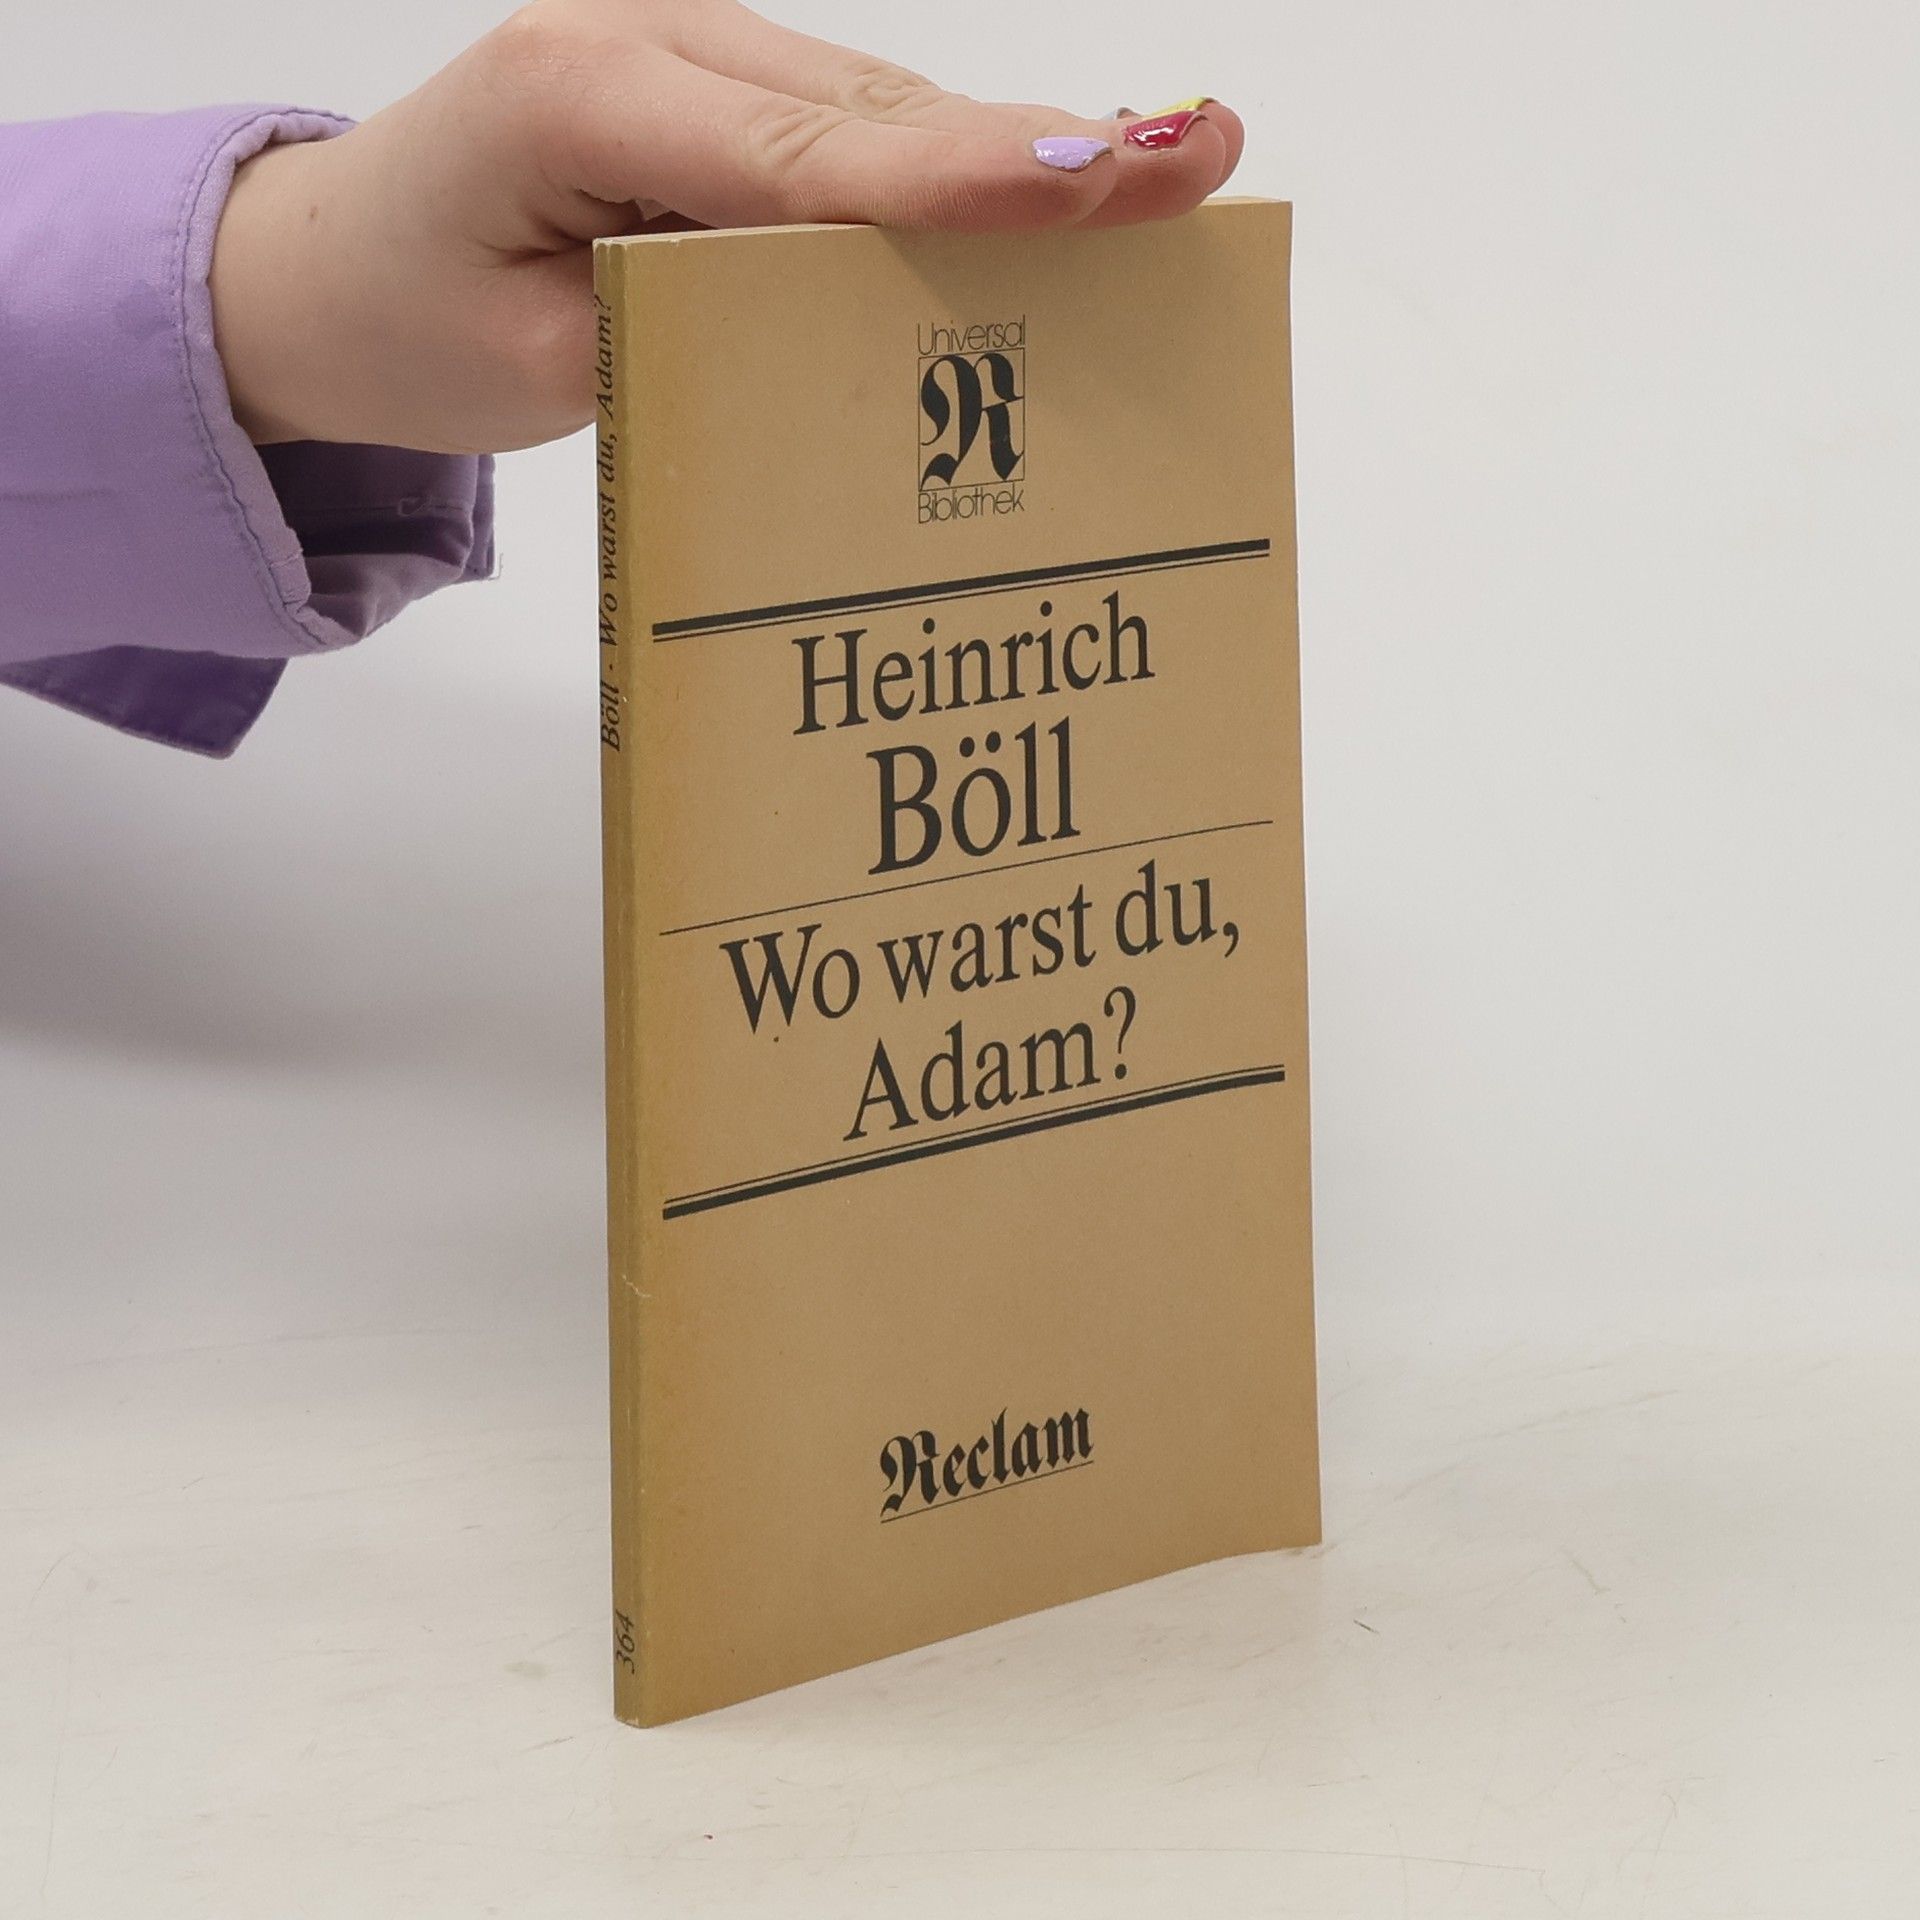 Universal
R
Bibliothek
Heinrich
Böll
Wo warst du,
Adam?
Reclam
Böll · Wo warst du, Adam?
364